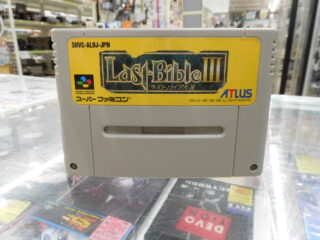 SHVC-ALBJ-JPN
Last Bible III
ラストバイブルⅢ
スーパーファミコン
ATLUS
DEVO